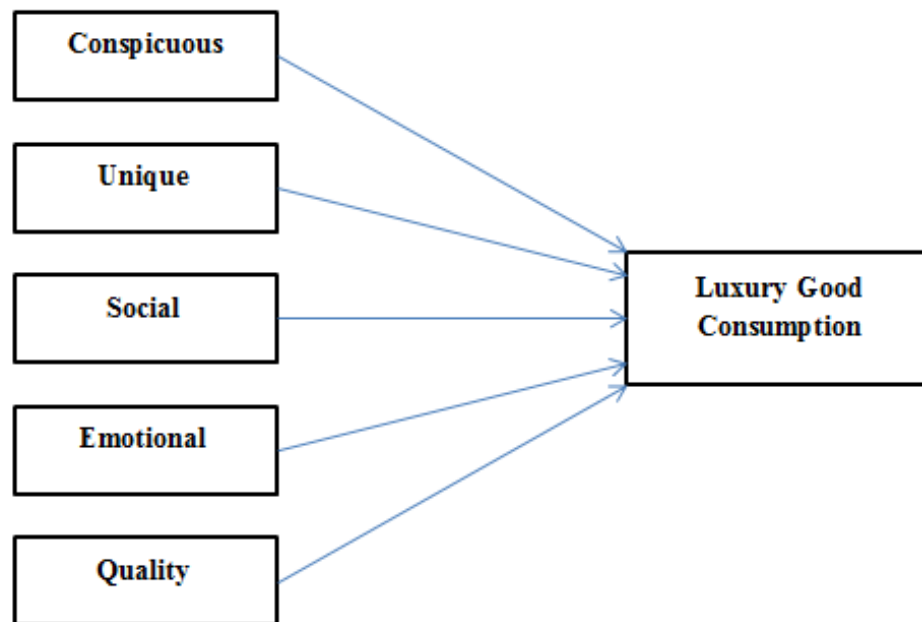 Conspicuous
Unique
Social
Emotional
Quality
Luxury Good
Consumption